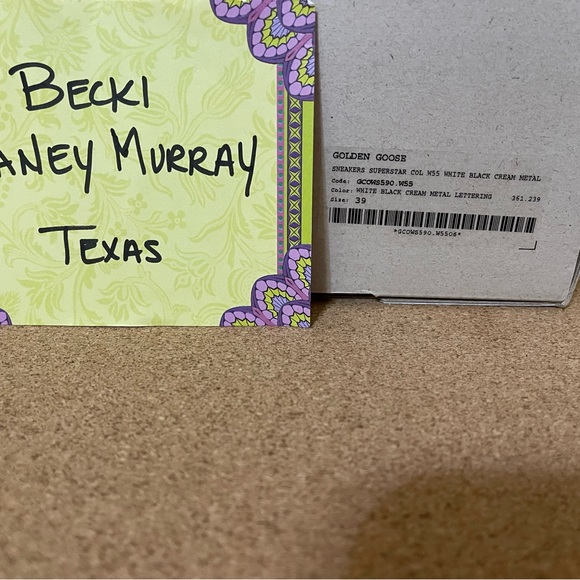 BECKI
ANEY MURRAY
TEXAS
GOLDEN GOOSE
SNEAKERS SUPERSTAR COL W55 WHITE BLACK CREAM METAL
Code: GCOWS590.W55
Color: WHITE BLACK CREAM METAL LETTERING 361.239
Size: 39
*GCOWS590.W5508*